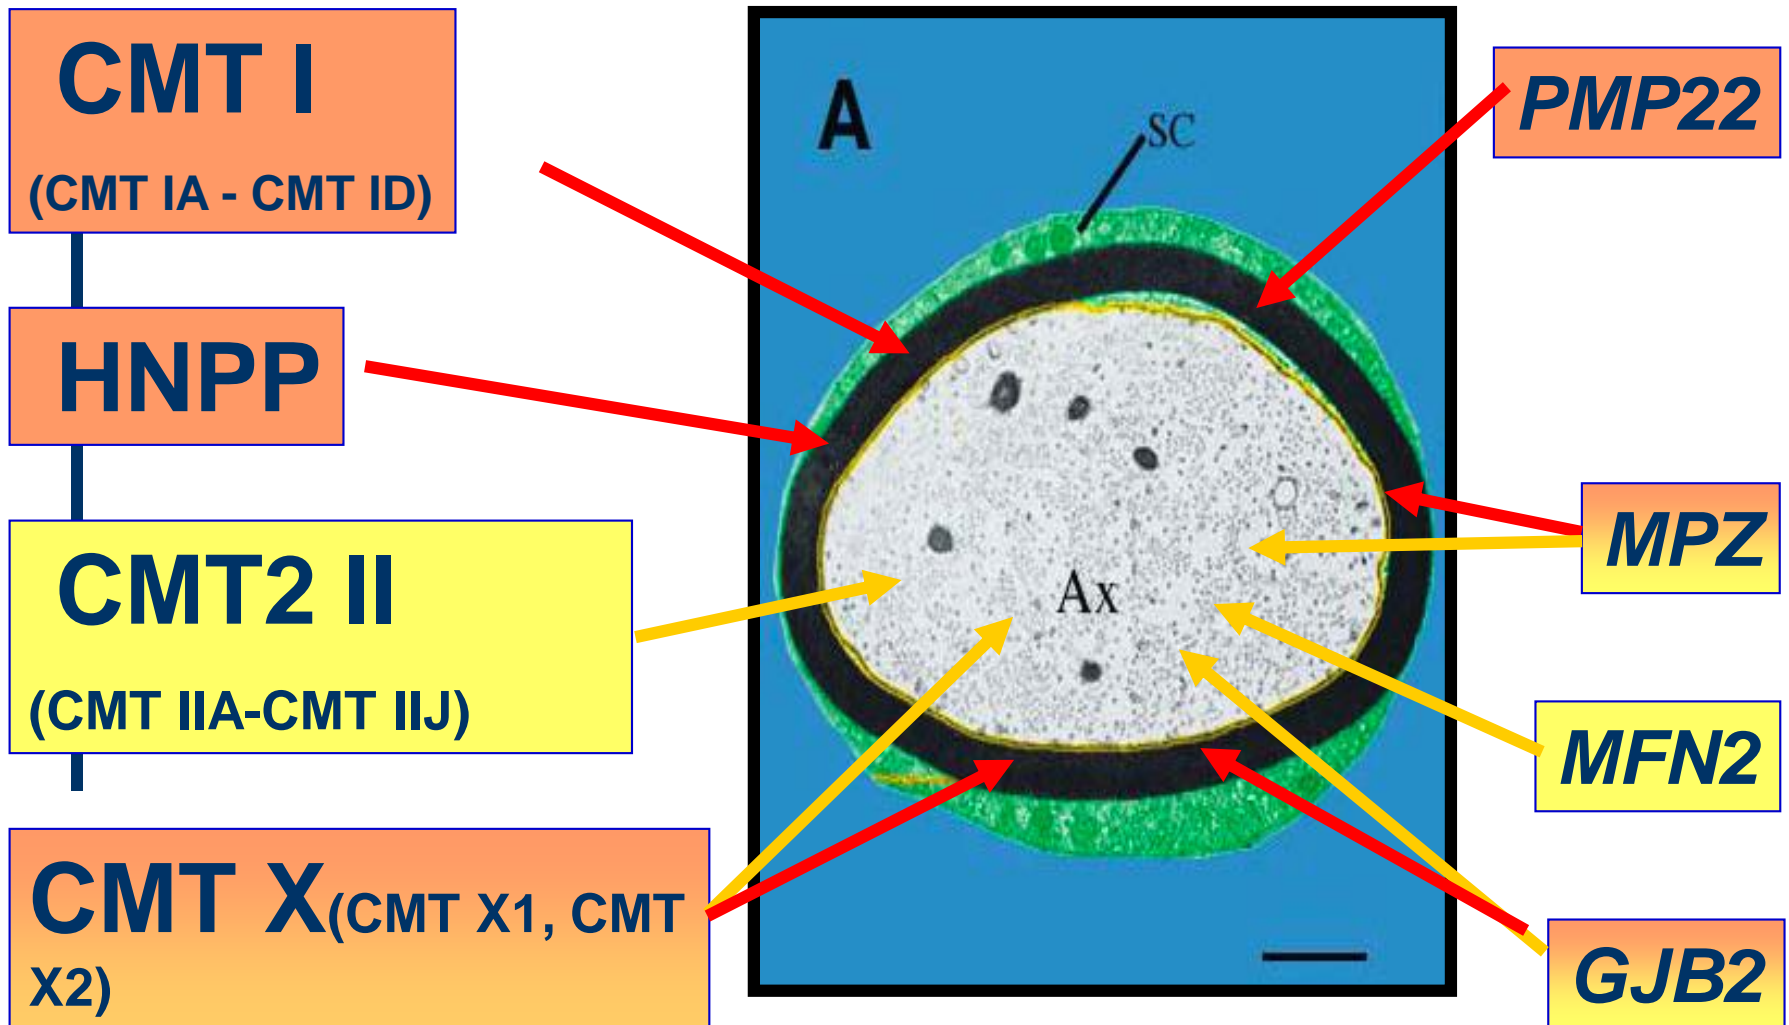 CMT I
(CMT IA - CMT ID)
HNPP
CMT2 II
(CMT IIA-CMT IIJ)
CMT X(CMT X1, CMT
X2)
A
SC
Ax
PMP22
MPZ
MFN2
GJB2